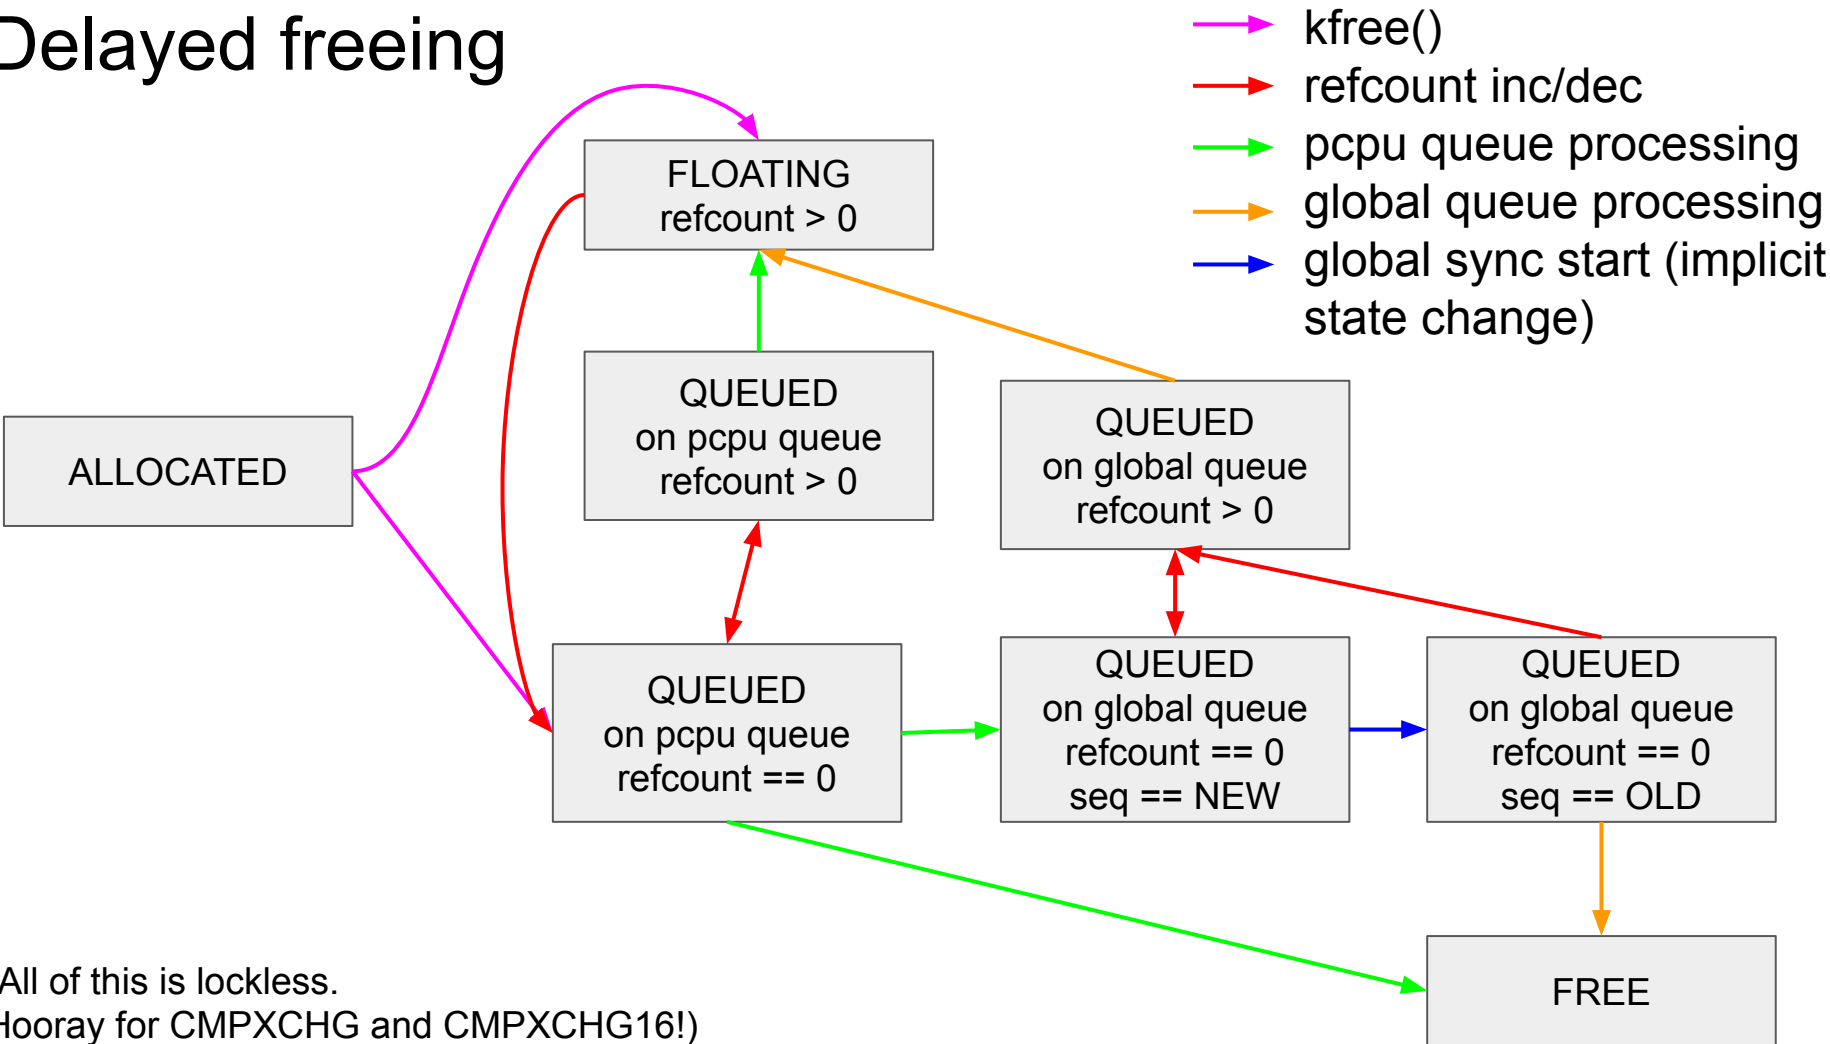 Delayed freeing
kfree()
refcount inc/dec
pcpu queue processing
global queue processing
global sync start (implicit
state change)
FLOATING
refcount > 0
QUEUED
on pcpu queue
refcount > 0
QUEUED
on global queue
refcount > 0
ALLOCATED
QUEUED
on pcpu queue
refcount == 0
QUEUED
on global queue
refcount == 0
seq == NEW
QUEUED
on global queue
refcount == 0
seq == OLD
FREE
All of this is lockless.
Hooray for CMPXCHG and CMPXCHG16!)